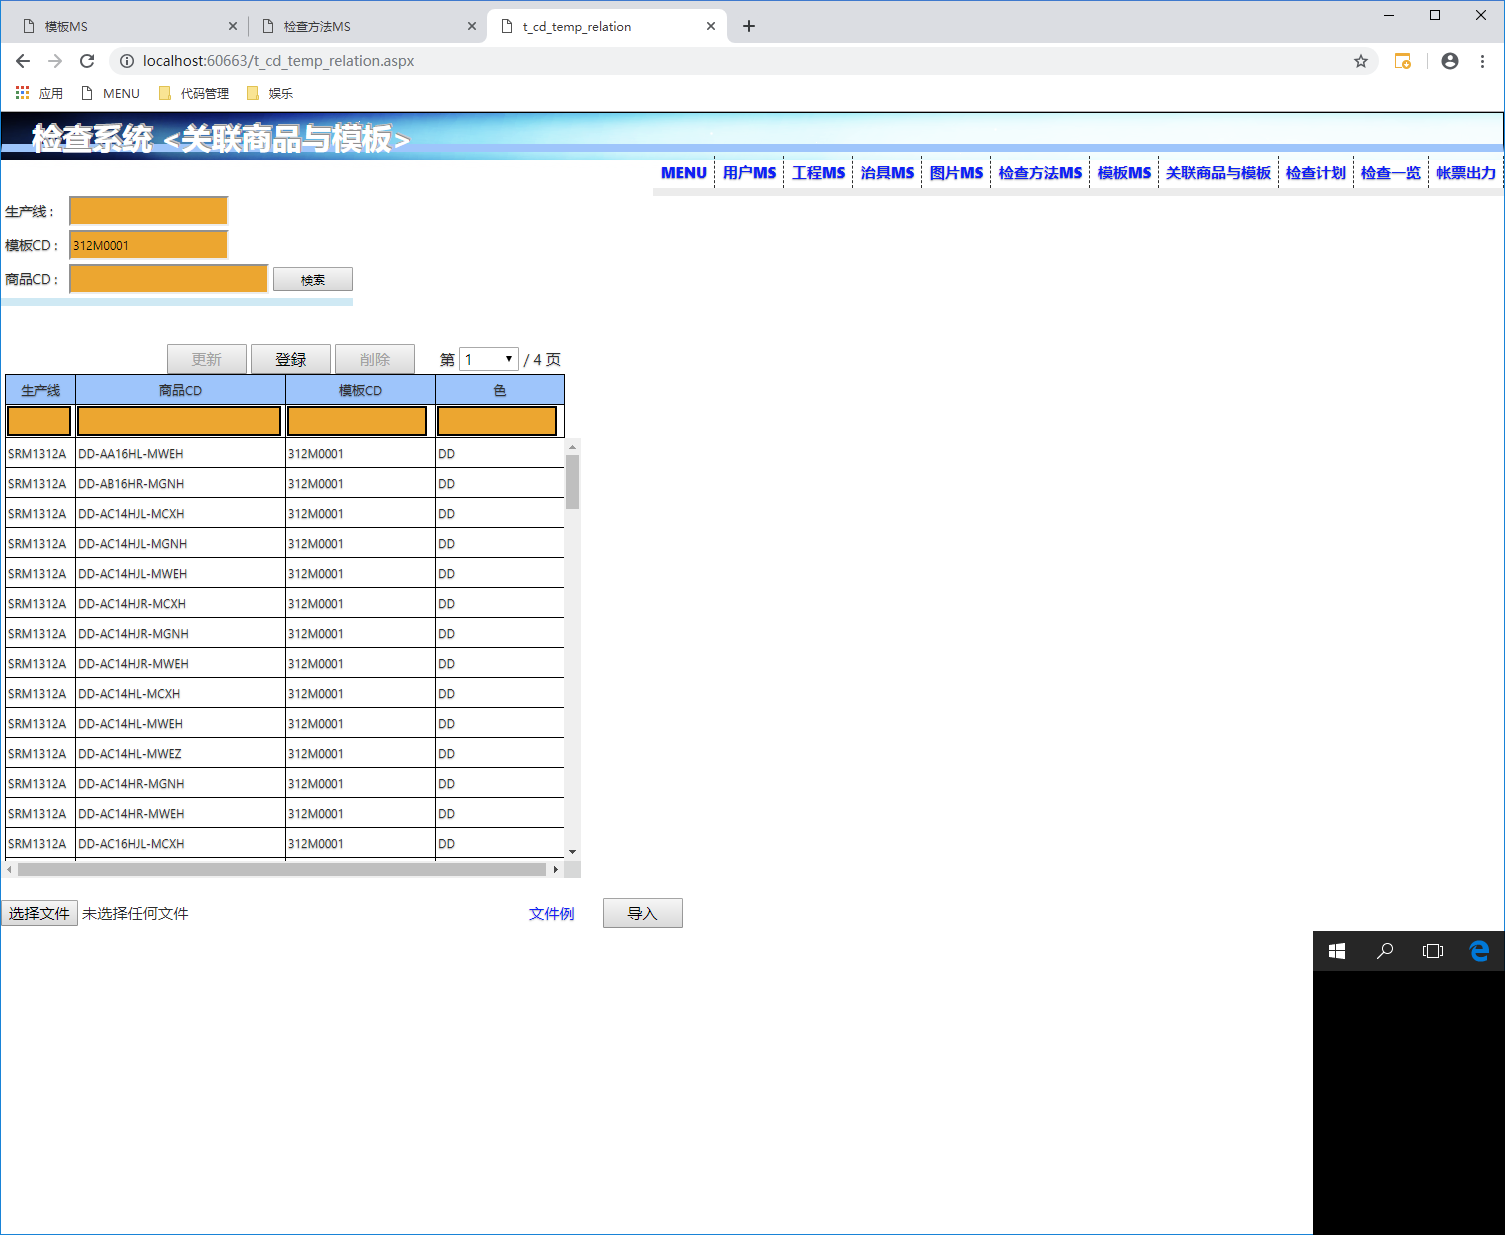 模板MS
检查方法MS
t_cd_temp_relation
localhost:60663/t_cd_temp_relation.aspx
应用 MENU 代码管理 娱乐
检查系统 <关联商品与模板>
MENU 用户MS 工程MS 治具MS 图片MS 检查方法MS 模板MS 关联商品与模板 检查计划 检查一览 帐票出力
生产线：
模板CD： 312M0001
商品CD： 検索
更新 登録 削除 第 1 / 4 页
生产线 商品CD 模板CD 色
SRM1312A DD-AA16HL-MWEH 312M0001 DD
SRM1312A DD-AB16HR-MGNH 312M0001 DD
SRM1312A DD-AC14HJL-MCXH 312M0001 DD
SRM1312A DD-AC14HJL-MGNH 312M0001 DD
SRM1312A DD-AC14HJL-MWEH 312M0001 DD
SRM1312A DD-AC14HJR-MCXH 312M0001 DD
SRM1312A DD-AC14HJR-MGNH 312M0001 DD
SRM1312A DD-AC14HJR-MWEH 312M0001 DD
SRM1312A DD-AC14HL-MCXH 312M0001 DD
SRM1312A DD-AC14HL-MWEH 312M0001 DD
SRM1312A DD-AC14HL-MWEZ 312M0001 DD
SRM1312A DD-AC14HR-MGNH 312M0001 DD
SRM1312A DD-AC14HR-MWEH 312M0001 DD
SRM1312A DD-AC16HJL-MCXH 312M0001 DD
选择文件 未选择任何文件 文件例 导入